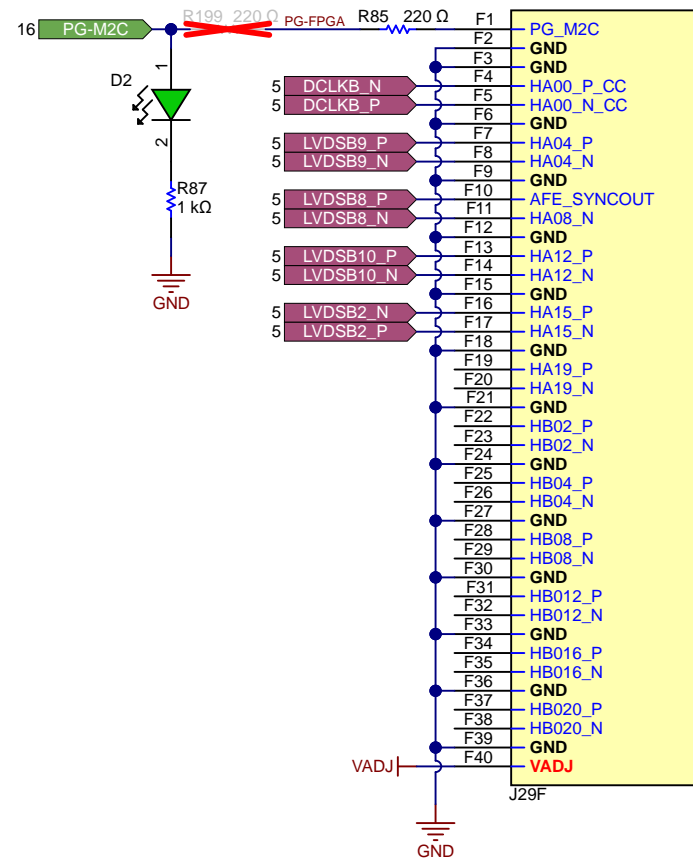 16 PG-M2C R199 220 Ω PG-FPGA R85 220 Ω F1 PG_M2C
F2 GND
F3 GND
5 DCLKB_N F4 HA00_P_CC
5 DCLKB_P F5 HA00_N_CC
F6 GND
5 LVDSB9_P F7 HA04_P
5 LVDSB9_N F8 HA04_N
F9 GND
5 LVDSB8_P F10 AFE_SYNCOUT
5 LVDSB8_N F11 HA08_N
F12 GND
5 LVDSB10_P F13 HA12_P
5 LVDSB10_N F14 HA12_N
F15 GND
5 LVDSB2_N F16 HA15_P
5 LVDSB2_P F17 HA15_N
F18 GND
F19 HA19_P
F20 HA19_N
F21 GND
F22 HB02_P
F23 HB02_N
F24 GND
F25 HB04_P
F26 HB04_N
F27 GND
F28 HB08_P
F29 HB08_N
F30 GND
F31 HB012_P
F32 HB012_N
F33 GND
F34 HB016_P
F35 HB016_N
F36 GND
F37 HB020_P
F38 HB020_N
F39 GND
VADJ F40 VADJ
J29F
GND
1
D2
2
R87
1 kΩ
GND